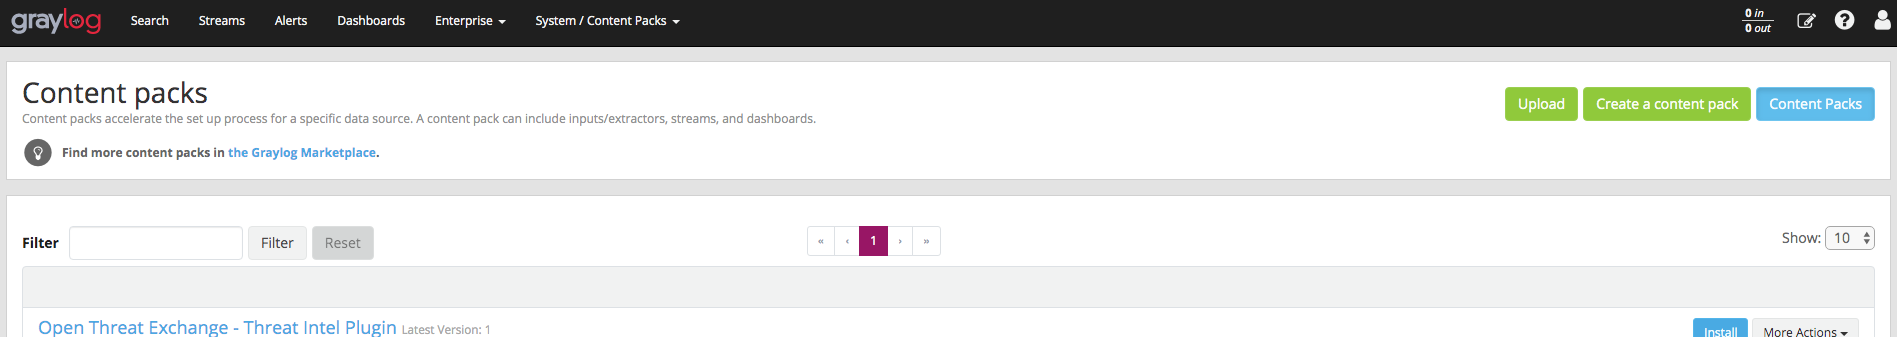 graylog Search Streams Alerts Dashboards Enterprise System / Content Packs 0 in
0 out
Content packs
Content packs accelerate the set up process for a specific data source. A content pack can include inputs/extractors, streams, and dashboards.
Upload Create a content pack Content Packs
Find more content packs in the Graylog Marketplace.
Filter Filter Reset « ‹ 1 › » Show: 10
Open Threat Exchange - Threat Intel Plugin Latest Version: 1 Install More Actions